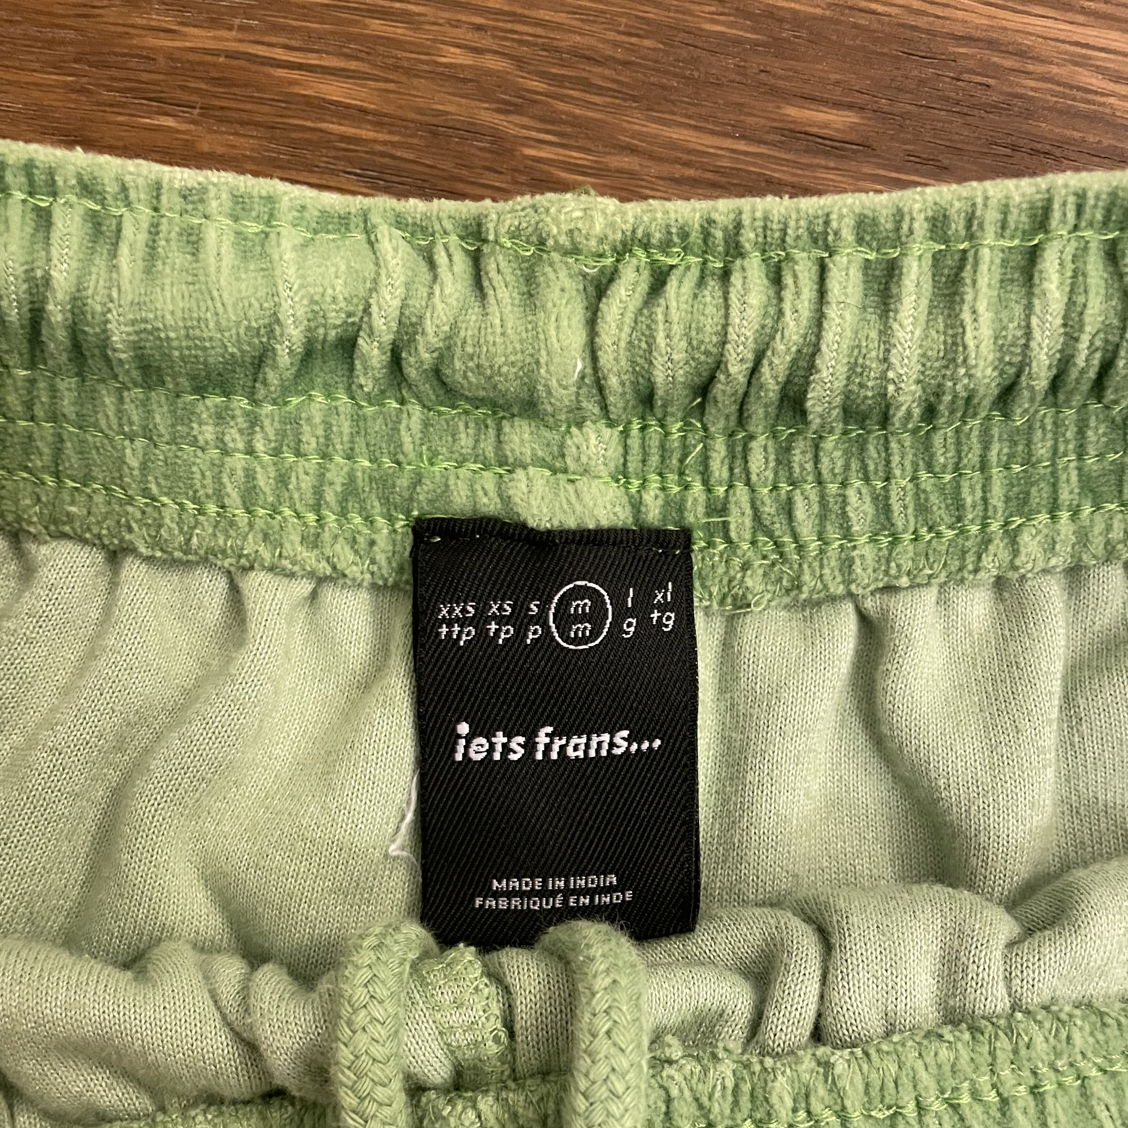 xxs xs s m l xl
ttp tp p m g tg
iets frans...
MADE IN INDIA
FABRIQUÉ EN INDE